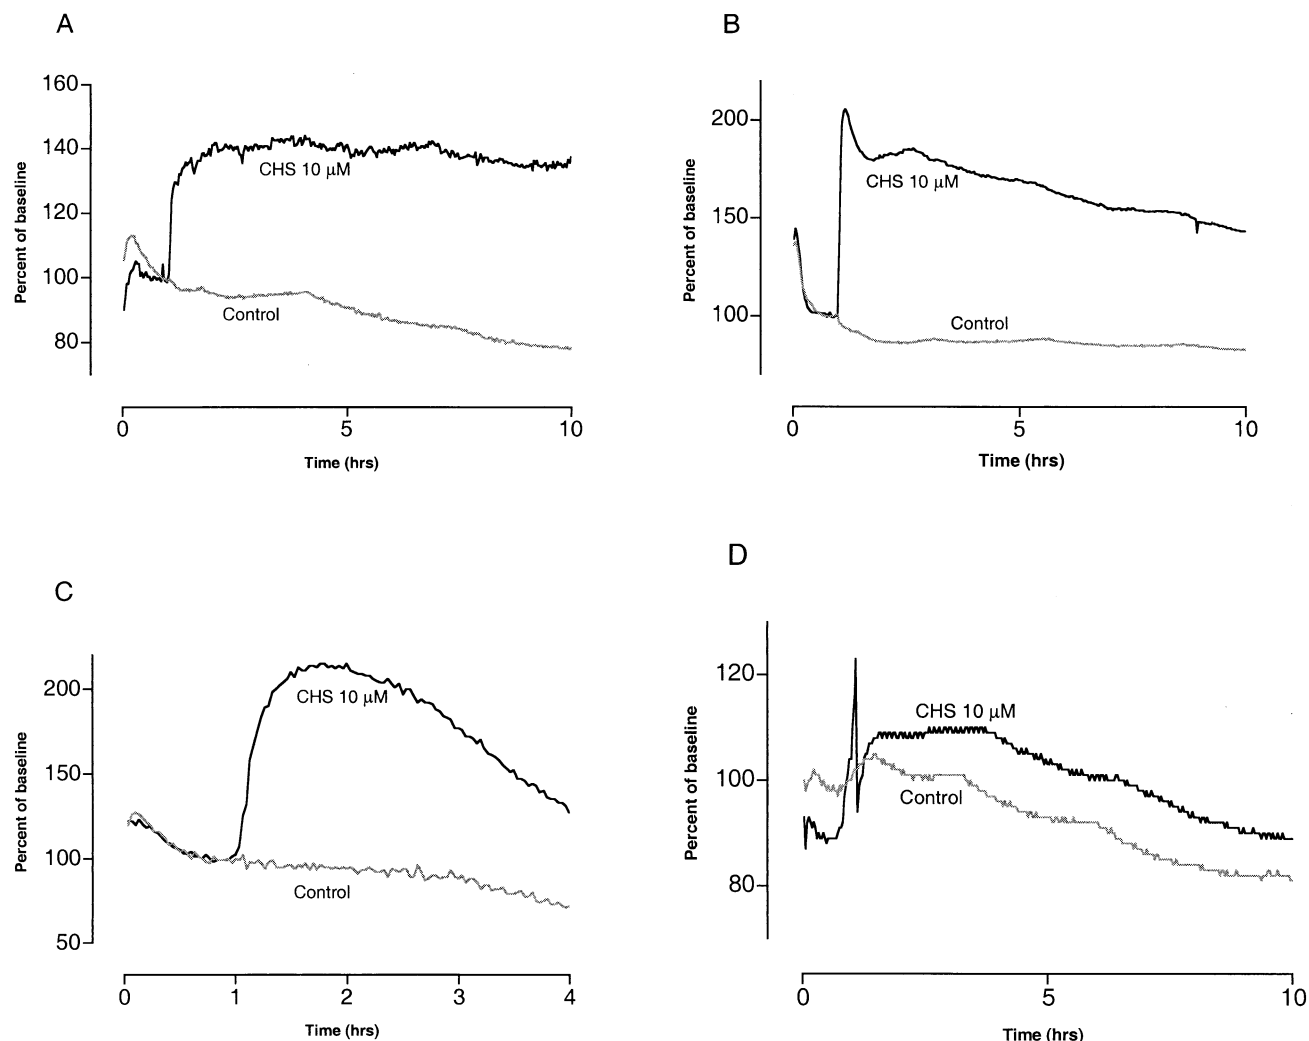 A
160
140
120
100
80
Percent of baseline
CHS 10 μM
Control
0 5 10
Time (hrs)
B
200
150
100
Percent of baseline
CHS 10 μM
Control
0 5 10
Time (hrs)
C
200
150
100
50
Percent of baseline
CHS 10 μM
Control
0 1 2 3 4
Time (hrs)
D
120
100
80
Percent of baseline
CHS 10 μM
Control
0 5 10
Time (hrs)